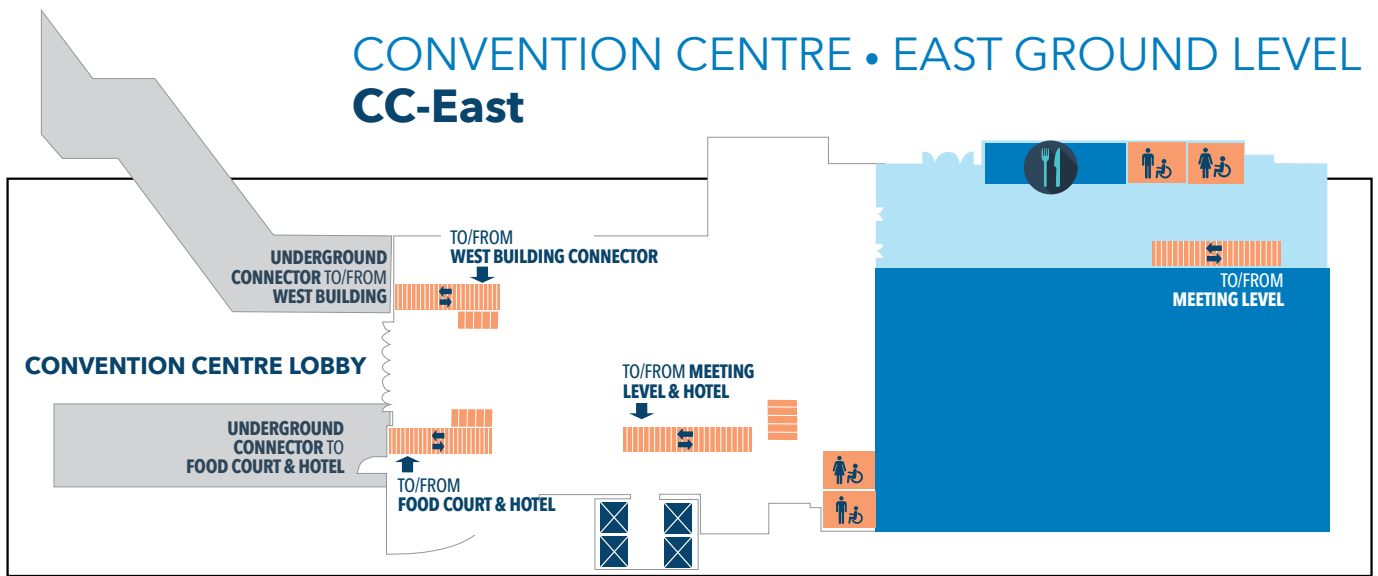 CONVENTION CENTRE • EAST GROUND LEVEL
CC-East
TO/FROM
WEST BUILDING CONNECTOR
UNDERGROUND
CONNECTOR TO/FROM
WEST BUILDING
TO/FROM
MEETING LEVEL
CONVENTION CENTRE LOBBY
TO/FROM MEETING
LEVEL & HOTEL
UNDERGROUND
CONNECTOR TO
FOOD COURT & HOTEL
TO/FROM
FOOD COURT & HOTEL